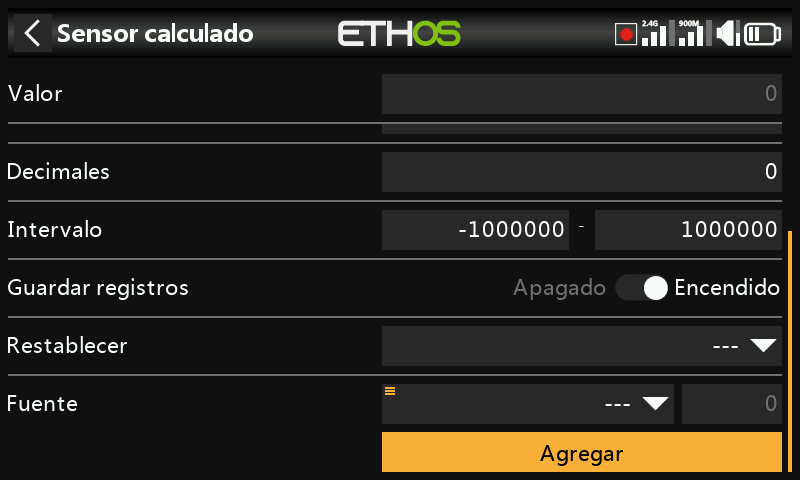 Sensor calculado ETHOS 2.4G 900M
Valor 0
Decimales 0
Intervalo -1000000 - 1000000
Guardar registros Apagado Encendido
Restablecer ---
Fuente --- 0
Agregar